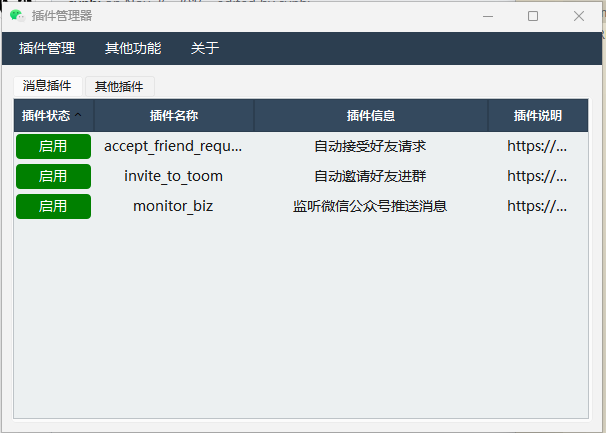 插件管理器
插件管理 其他功能 关于
消息插件 其他插件
插件状态 插件名称 插件信息 插件说明
启用 accept_friend_requ... 自动接受好友请求 https://...
启用 invite_to_toom 自动邀请好友进群 https://...
启用 monitor_biz 监听微信公众号推送消息 https://...